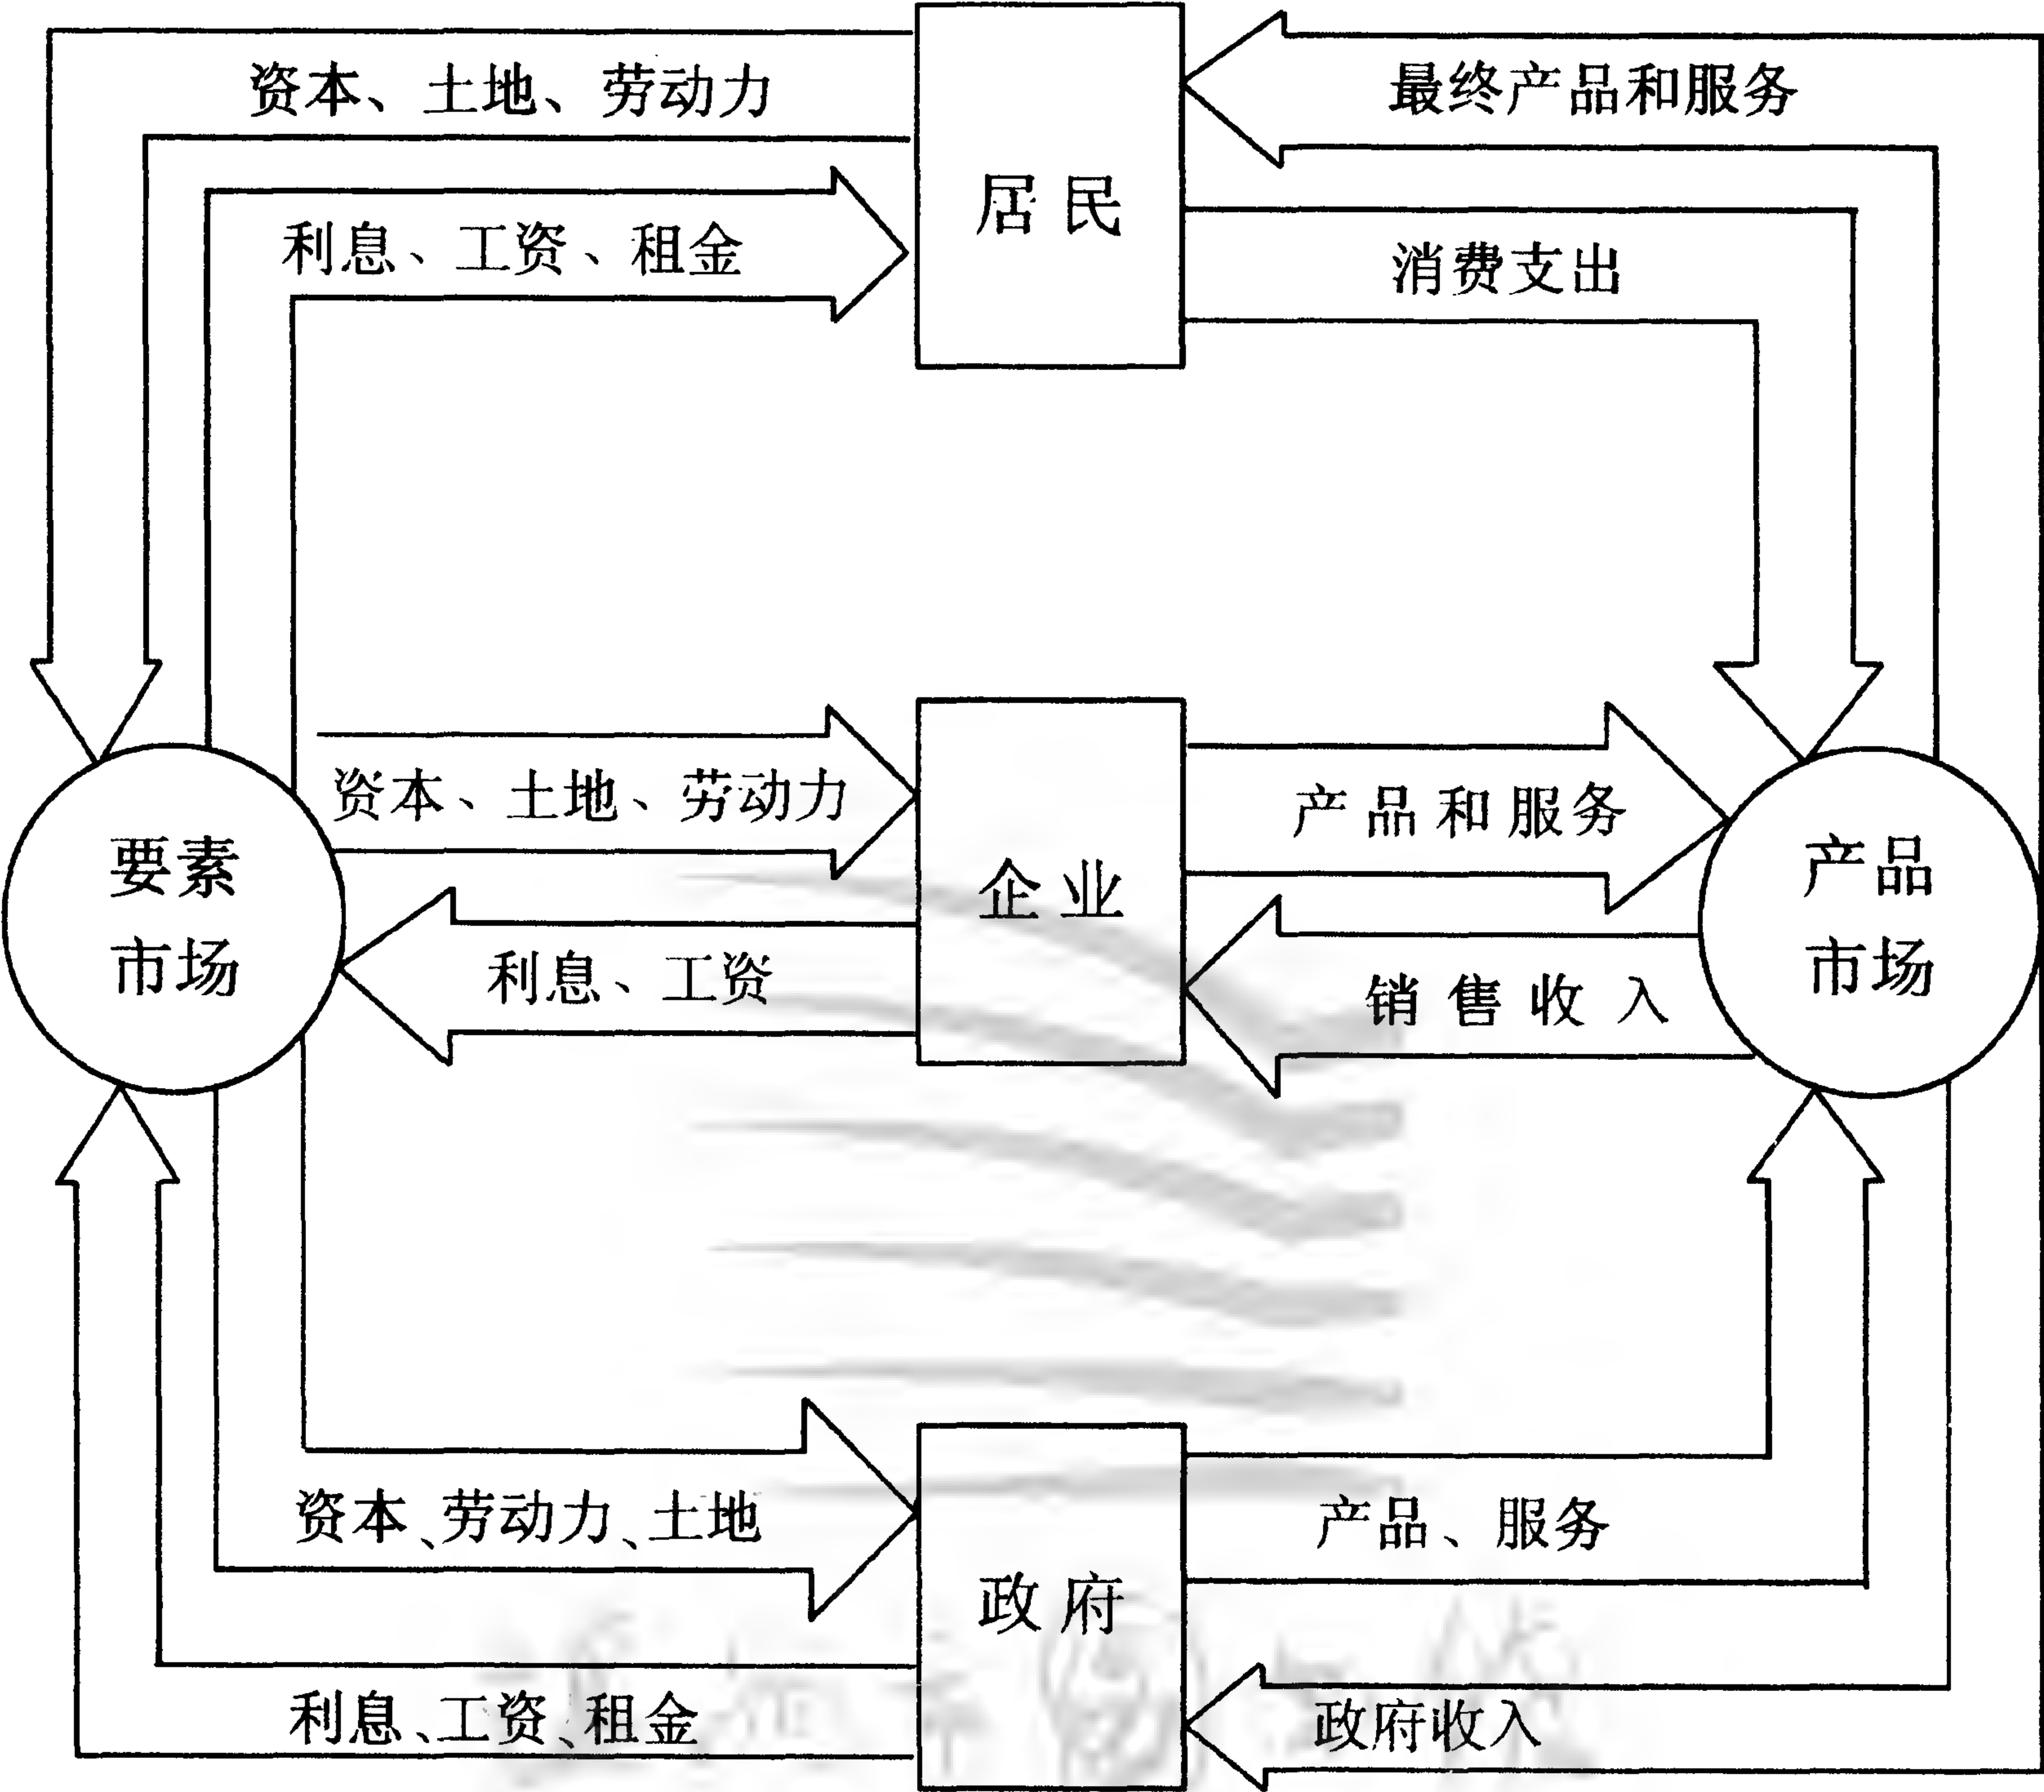 资本、土地、劳动力
最终产品和服务
居民
利息、工资、租金
消费支出
资本、土地、劳动力
产品和服务
要素
市场
企业
产品
市场
利息、工资
销售收入
资本、劳动力、土地
产品、服务
政府
利息、工资、租金
政府收入